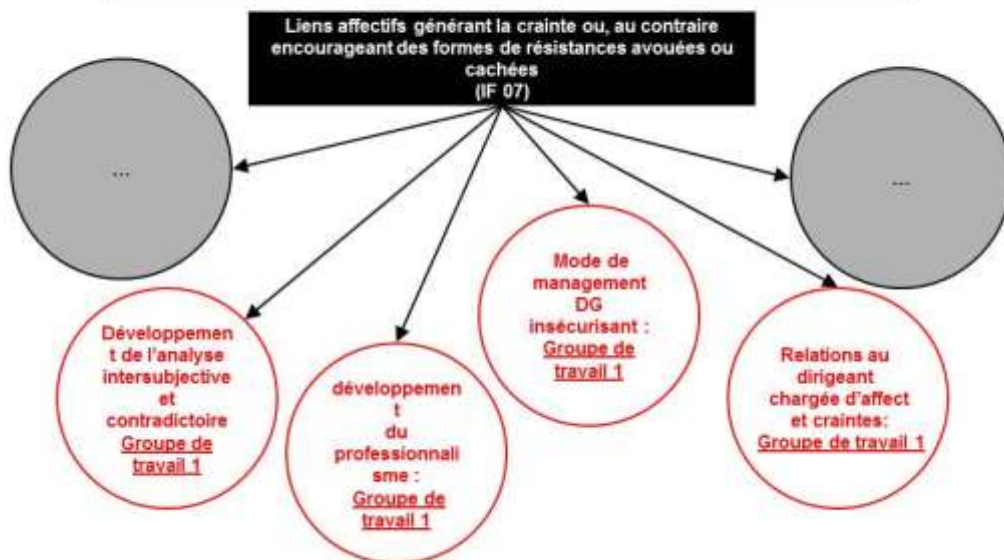 Liens affectifs générant la crainte ou, au contraire
encourageant des formes de résistances avouées ou
cachées
(IF 07)
...
...
Mode de
management
DG
insécurisant :
Groupe de
travail 1
Développemen
t de l'analyse
intersubjective
et
contradictoire
Groupe de
travail 1
développemen
t
du
professionnali
sme :
Groupe de
travail 1
Relations au
dirigeant
chargée d'affect
et craintes:
Groupe de travail 1